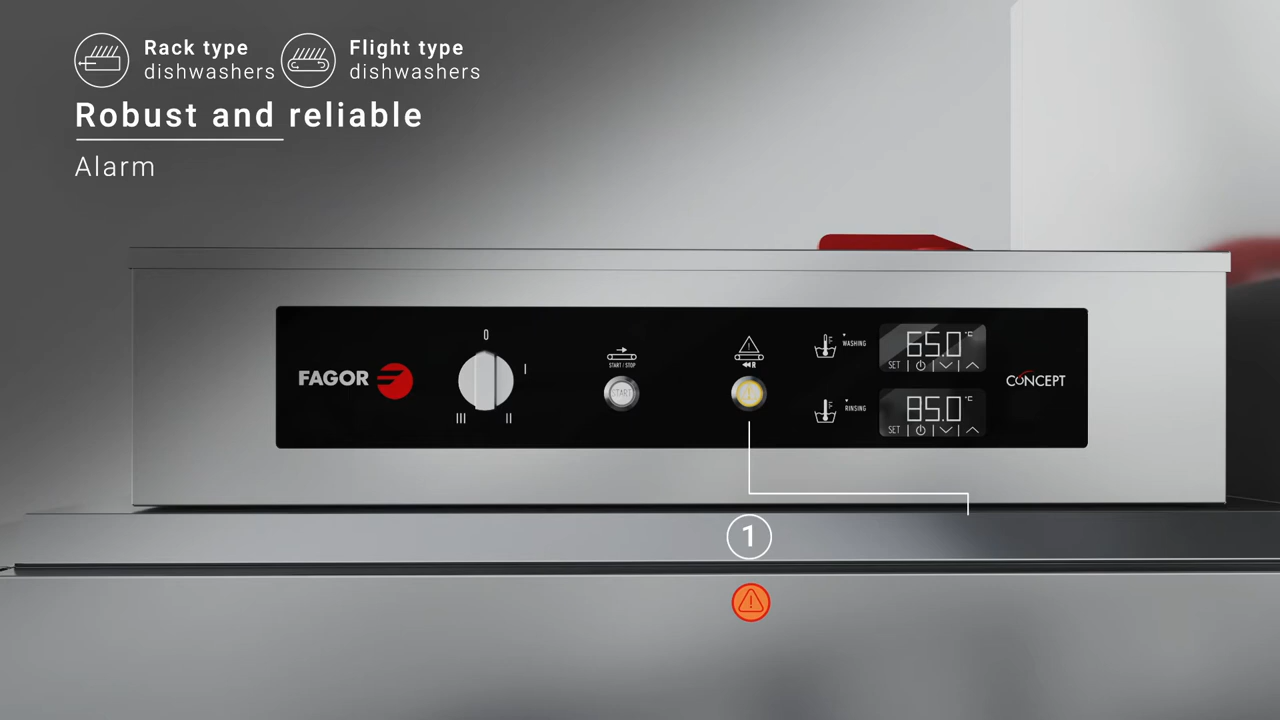 Rack type
dishwashers
Flight type
dishwashers
Robust and reliable
Alarm
FAGOR
0
I
II
III
START / STOP
START
R
WASHING
65.0 °C
SET
RINSING
85.0 °C
SET
CONCEPT
1